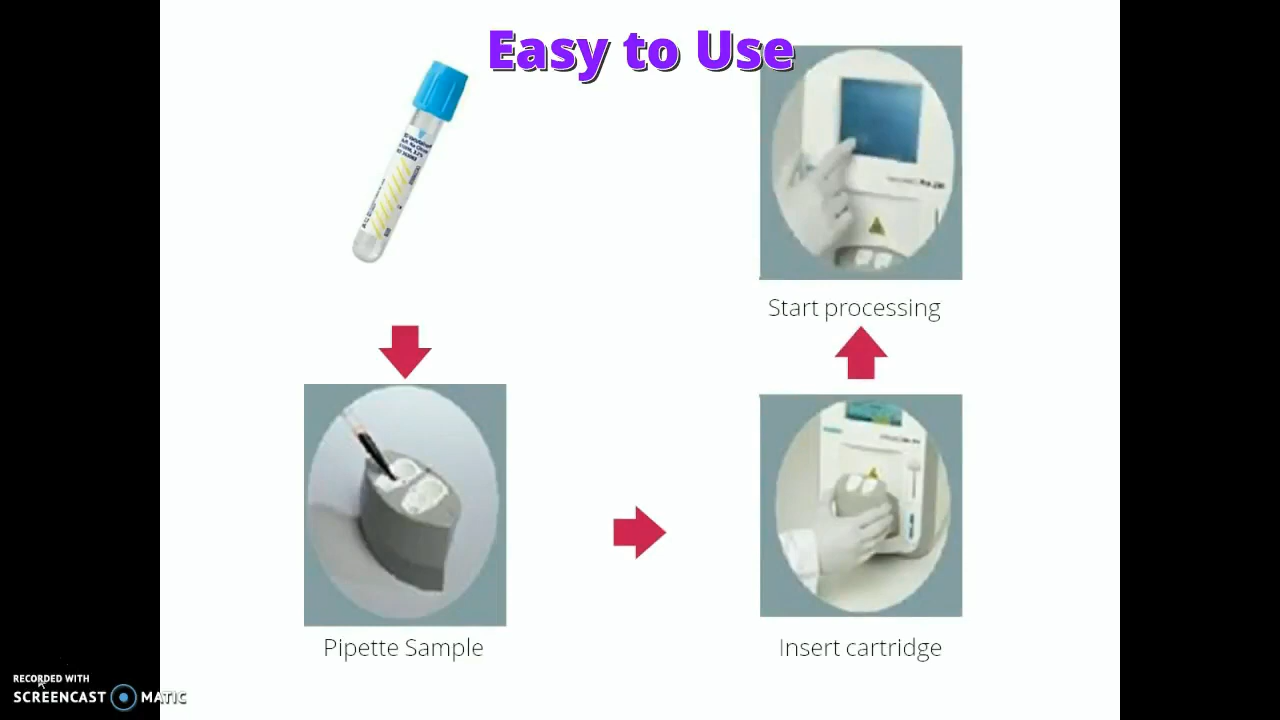 Easy to Use
Start processing
Pipette Sample
Insert cartridge
RECORDED WITH
SCREENCAST MATIC